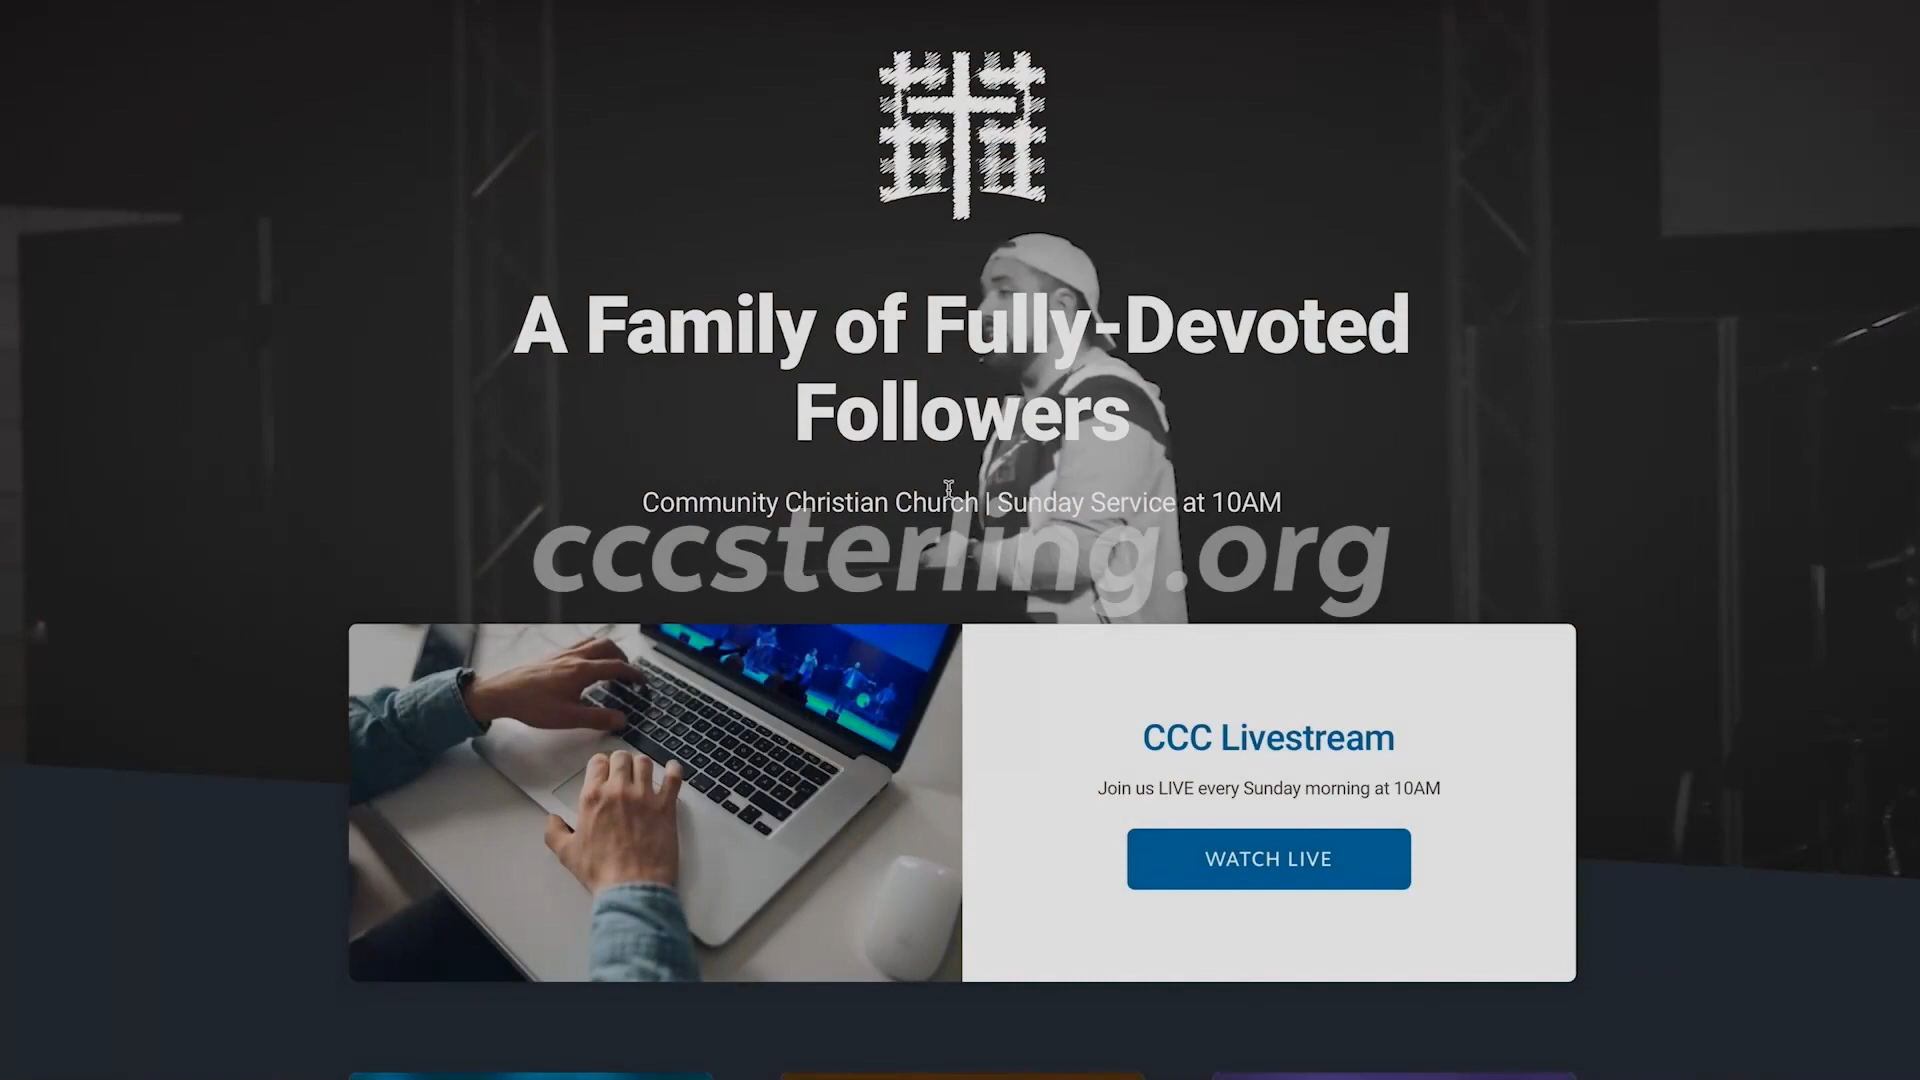 A Family of Fully-Devoted
Followers
Community Christian Church | Sunday Service at 10AM
cccsterling.org
CCC Livestream
Join us LIVE every Sunday morning at 10AM
WATCH LIVE